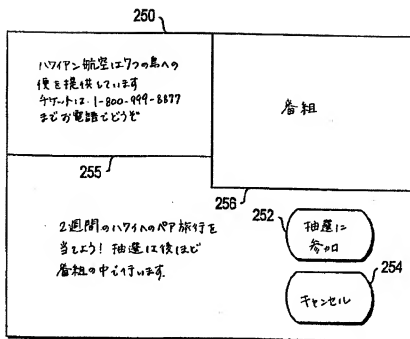 250
ハワイアン航空は7つの島への
便を提供しています
チケットは、1-800-999-8877
までお電話でどうぞ
番組
255
256
2週間のハワイへのペア旅行を
当てよう! 抽選は後ほど
番組の中で行います.
252
抽選に
参加
254
キャンセル